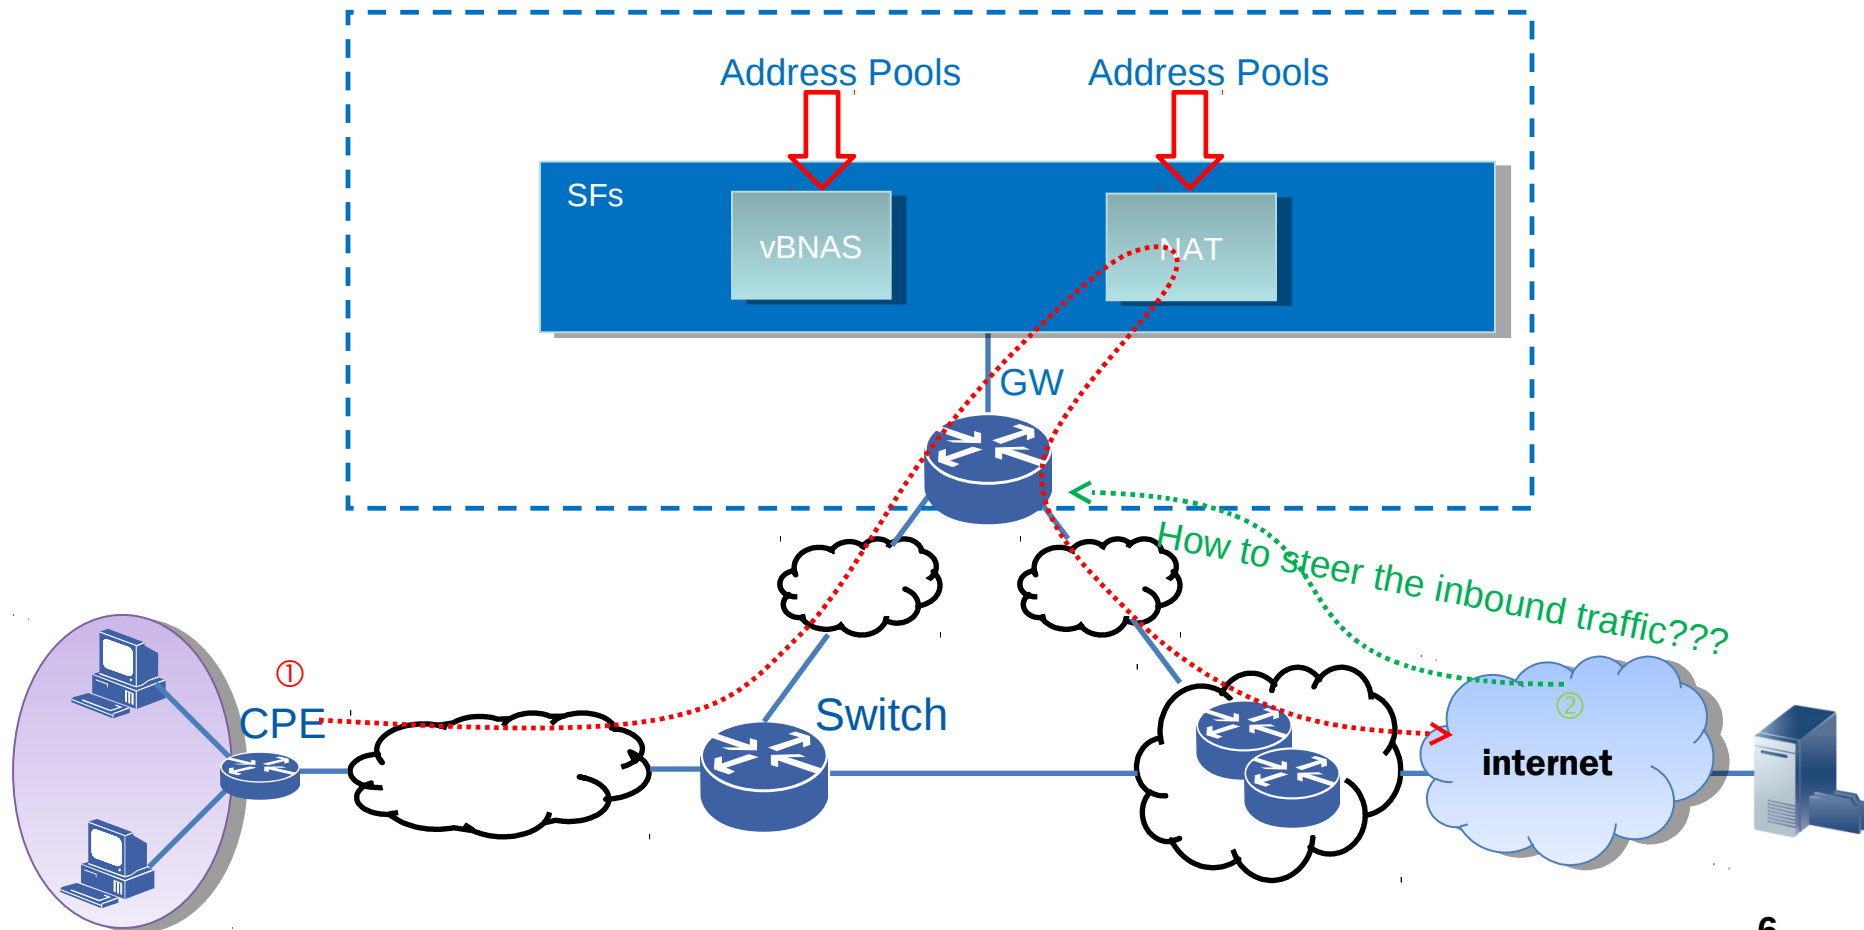 Address Pools
Address Pools
SFs
vBNAS
NAT
GW
How to steer the inbound traffic???
①
CPE
Switch
②
internet
6